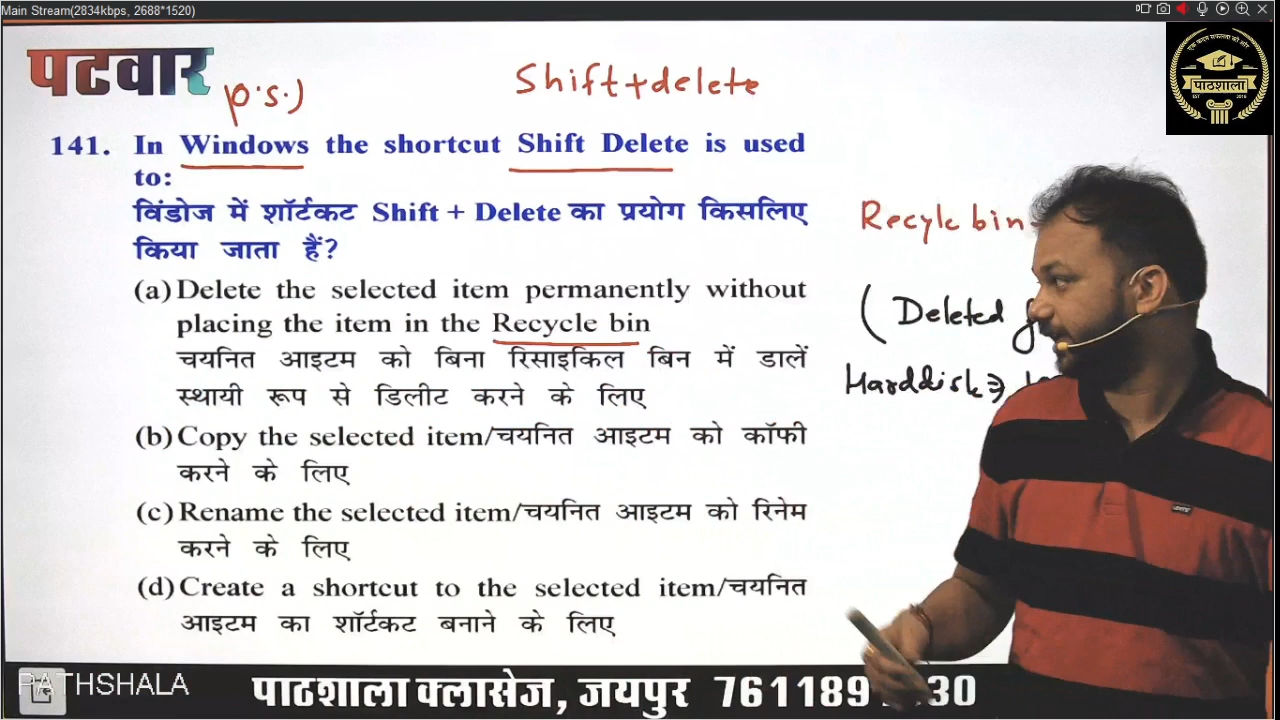 Main Stream(2834kbps, 2688*1520)
पटवार
P.S.)
Shift+delete
पाठशाला
EST 2016
141. In Windows the shortcut Shift Delete is used
to:
विंडोज में शॉर्टकट Shift + Delete का प्रयोग किसलिए
किया जाता हैं?
(a) Delete the selected item permanently without
placing the item in the Recycle bin
चयनित आइटम को बिना रिसाइकिल बिन में डालें
स्थायी रूप से डिलीट करने के लिए
(b) Copy the selected item/चयनित आइटम को कॉफी
करने के लिए
(c) Rename the selected item/चयनित आइटम को रिनेम
करने के लिए
(d) Create a shortcut to the selected item/चयनित
आइटम का शॉर्टकट बनाने के लिए
Recyle bin
( Deleted
Harddisk ⇒
PATHSHALA
पाठशाला क्लासेज, जयपुर 761189 30